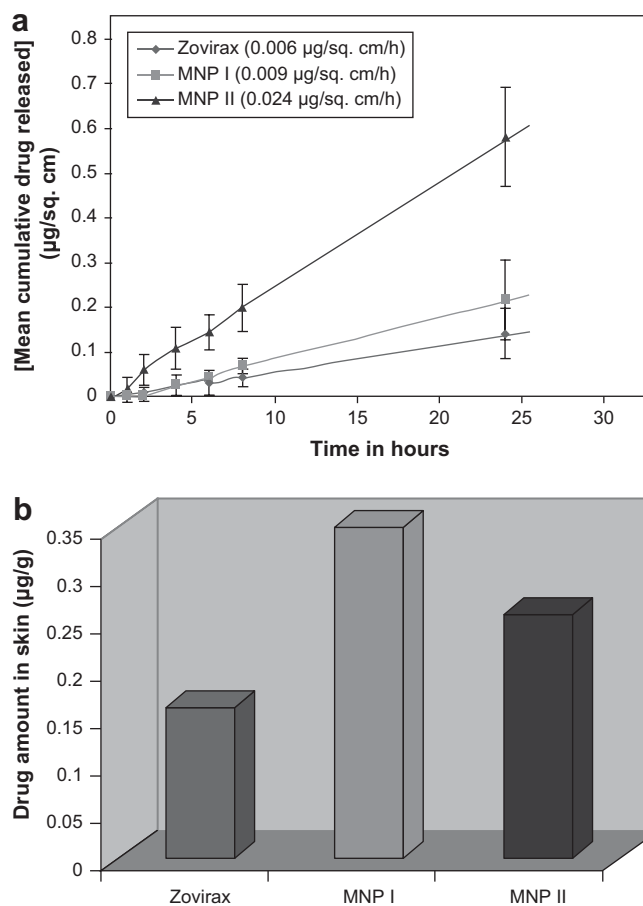 a
Zovirax (0.006 µg/sq. cm/h)
MNP I (0.009 µg/sq. cm/h)
MNP II (0.024 µg/sq. cm/h)
[Mean cumulative drug released]
(µg/sq. cm)
0.8
0.7
0.6
0.5
0.4
0.3
0.2
0.1
0
0 5 10 15 20 25 30
Time in hours
b
Drug amount in skin (µg/g)
0.35
0.3
0.25
0.2
0.15
0.1
0.05
0
Zovirax MNP I MNP II